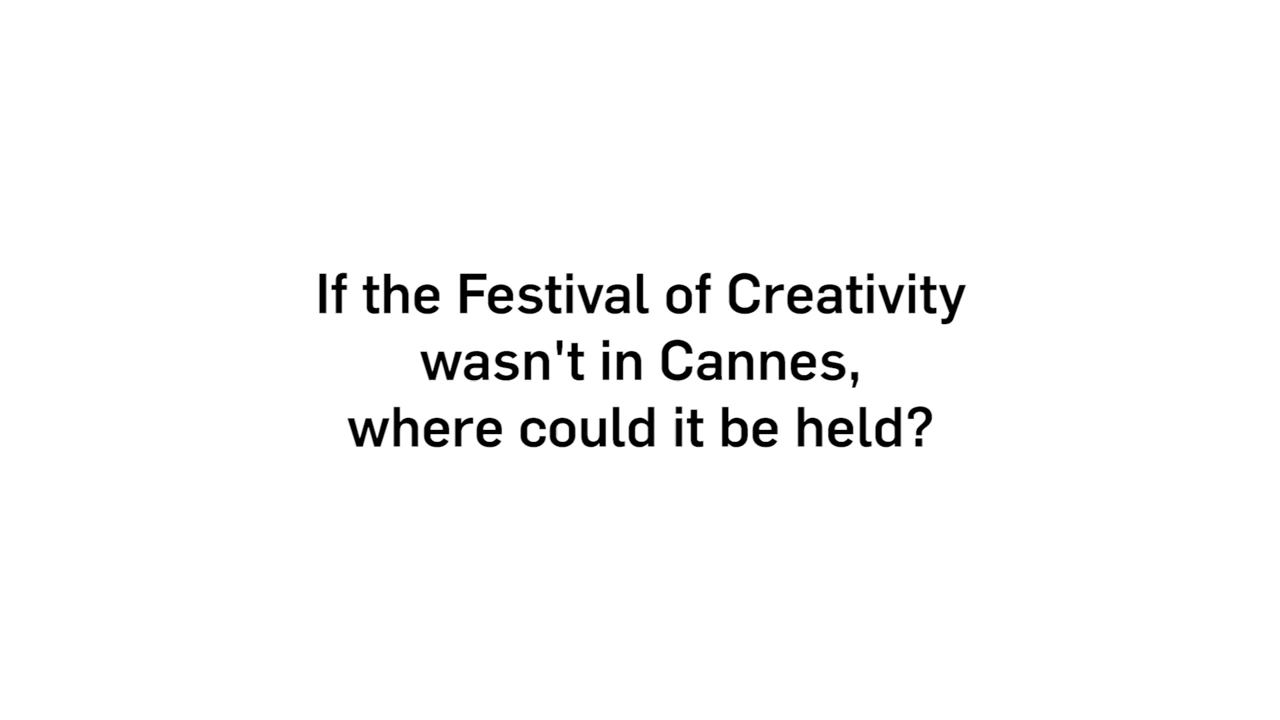 If the Festival of Creativity
wasn't in Cannes,
where could it be held?